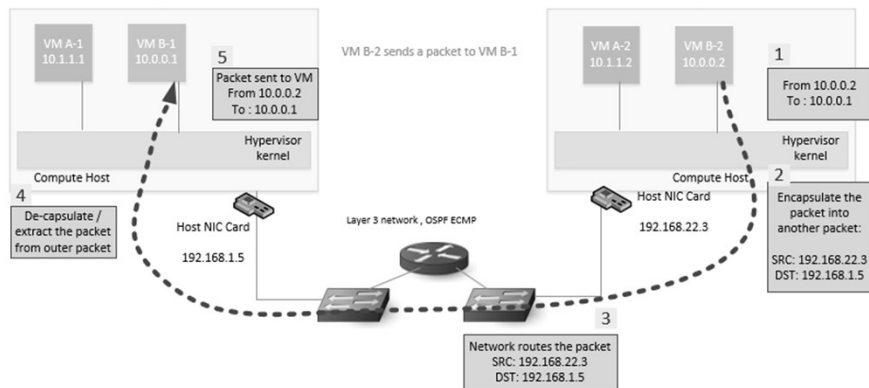 VM A-1
10.1.1.1
VM B-1
10.0.0.1
5
Packet sent to VM
From 10.0.0.2
To : 10.0.0.1
Hypervisor
kernel
Compute Host
VM B-2 sends a packet to VM B-1
VM A-2
10.1.1.2
VM B-2
10.0.0.2
1
From 10.0.0.2
To : 10.0.0.1
Hypervisor
kernel
Compute Host
4
De-capsulate /
extract the packet
from outer packet
Host NIC Card
192.168.1.5
Layer 3 network , OSPF ECMP
Host NIC Card
192.168.22.3
2
Encapsulate the
packet into
another packet:
SRC: 192.168.22.3
DST: 192.168.1.5
3
Network routes the packet
SRC: 192.168.22.3
DST: 192.168.1.5